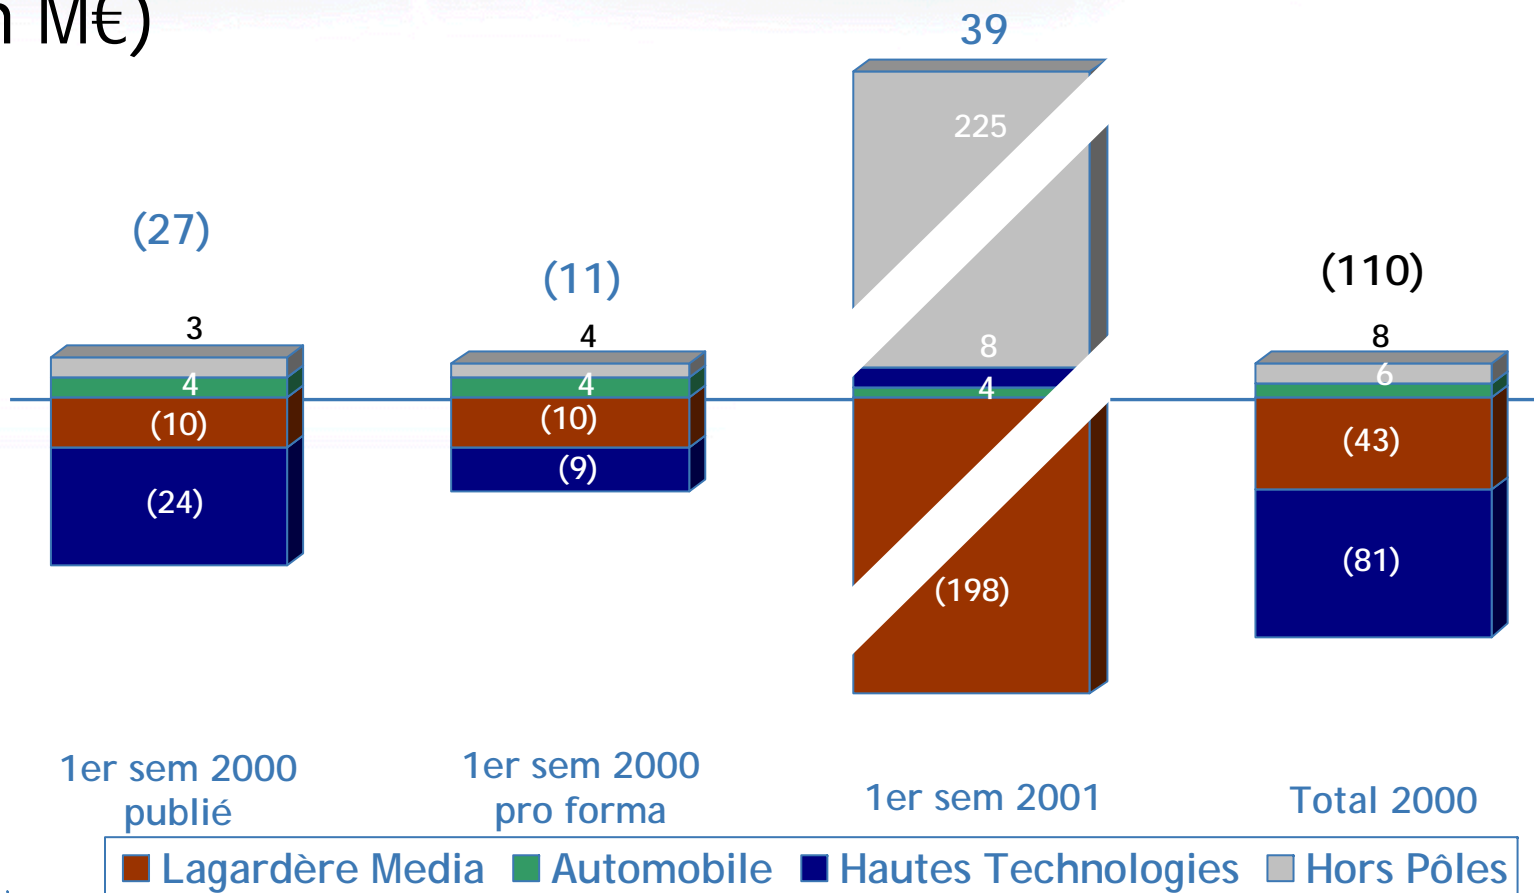 M€)
39
225
(27)
(11)
(110)
3
4
8
8
4
4
4
6
(10)
(10)
(43)
(24)
(9)
(198)
(81)
1er sem 2000
publié
1er sem 2000
pro forma
1er sem 2001
Total 2000
Lagardère Media Automobile Hautes Technologies Hors Pôles